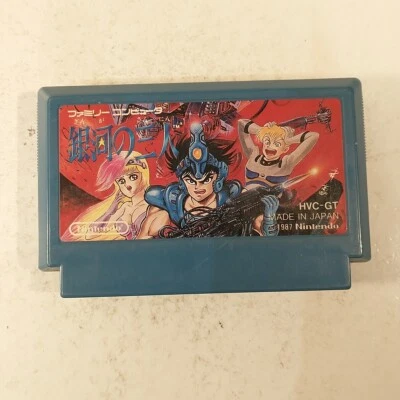 ファミリー コンピュータ
銀河の三人
Nintendo
HVC-GT
MADE IN JAPAN
©1987 Nintendo